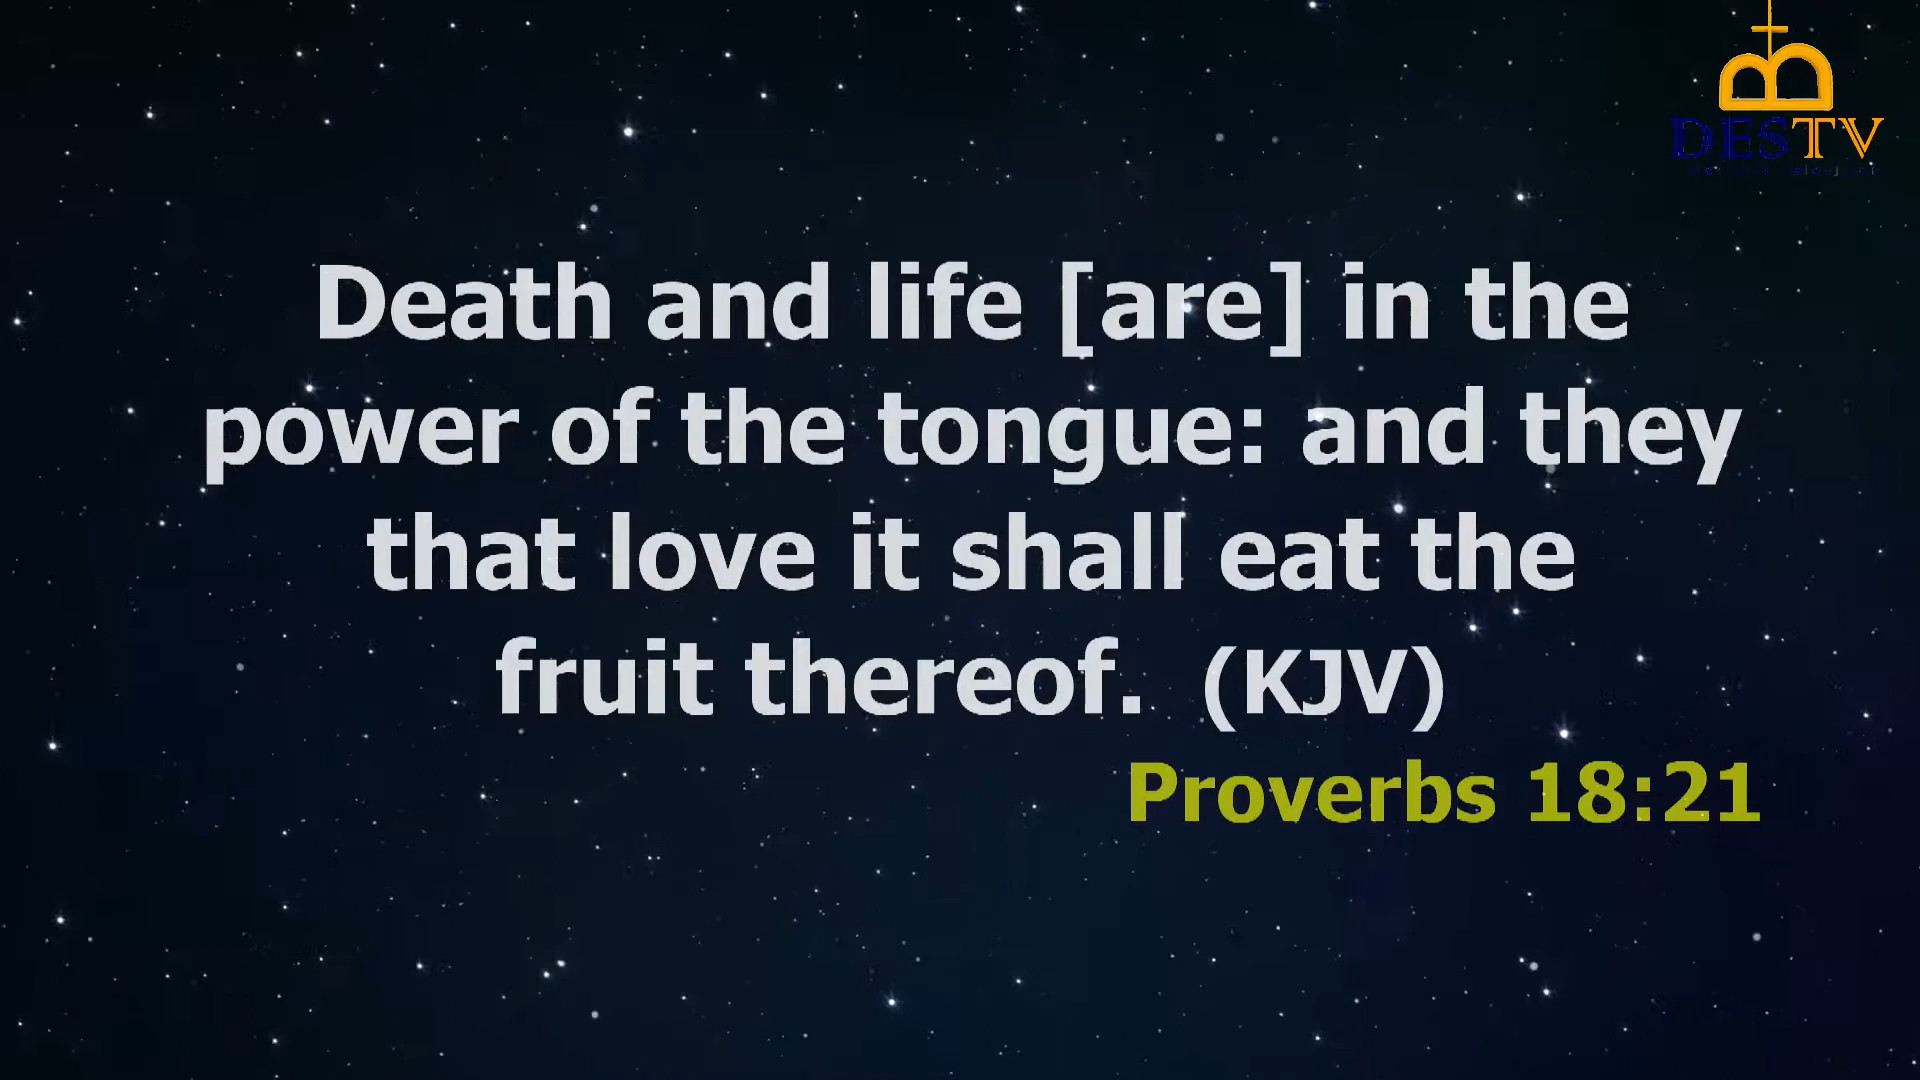 DESTV
Death and life [are] in the
power of the tongue: and they
that love it shall eat the
fruit thereof. (KJV)
Proverbs 18:21